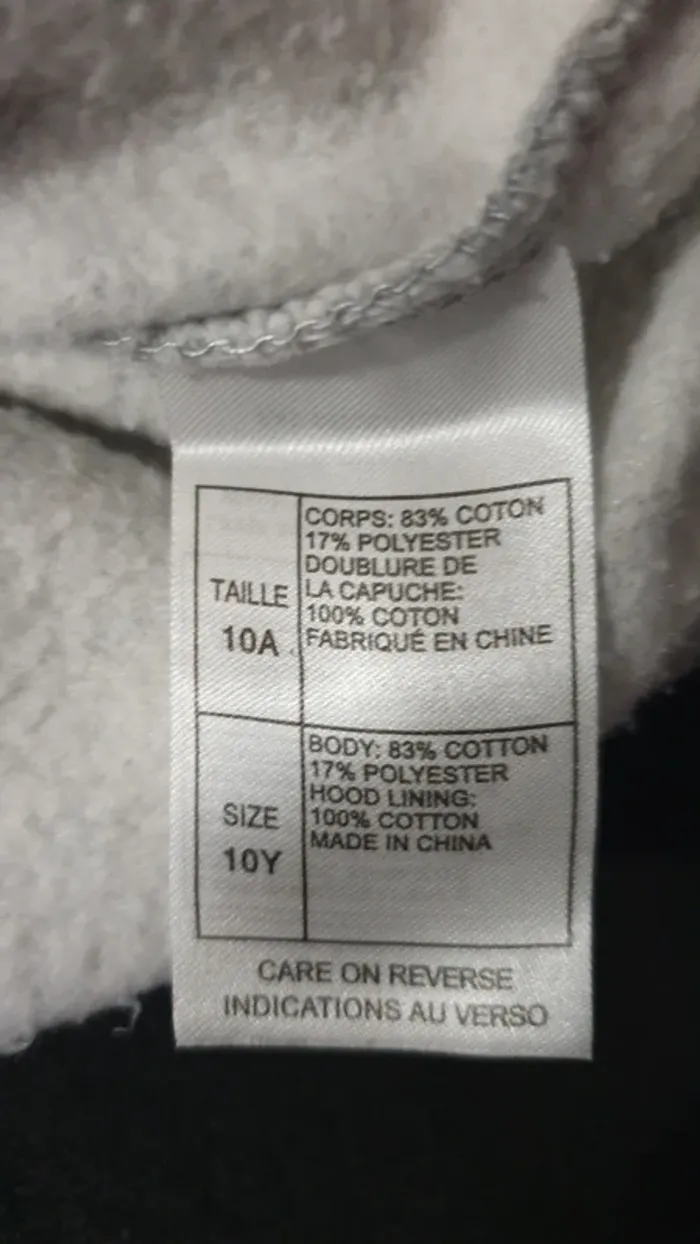 TAILLE
10A
CORPS: 83% COTON
17% POLYESTER
DOUBLURE DE
LA CAPUCHE:
100% COTON
FABRIQUÉ EN CHINE
SIZE
10Y
BODY: 83% COTTON
17% POLYESTER
HOOD LINING:
100% COTTON
MADE IN CHINA
CARE ON REVERSE
INDICATIONS AU VERSO